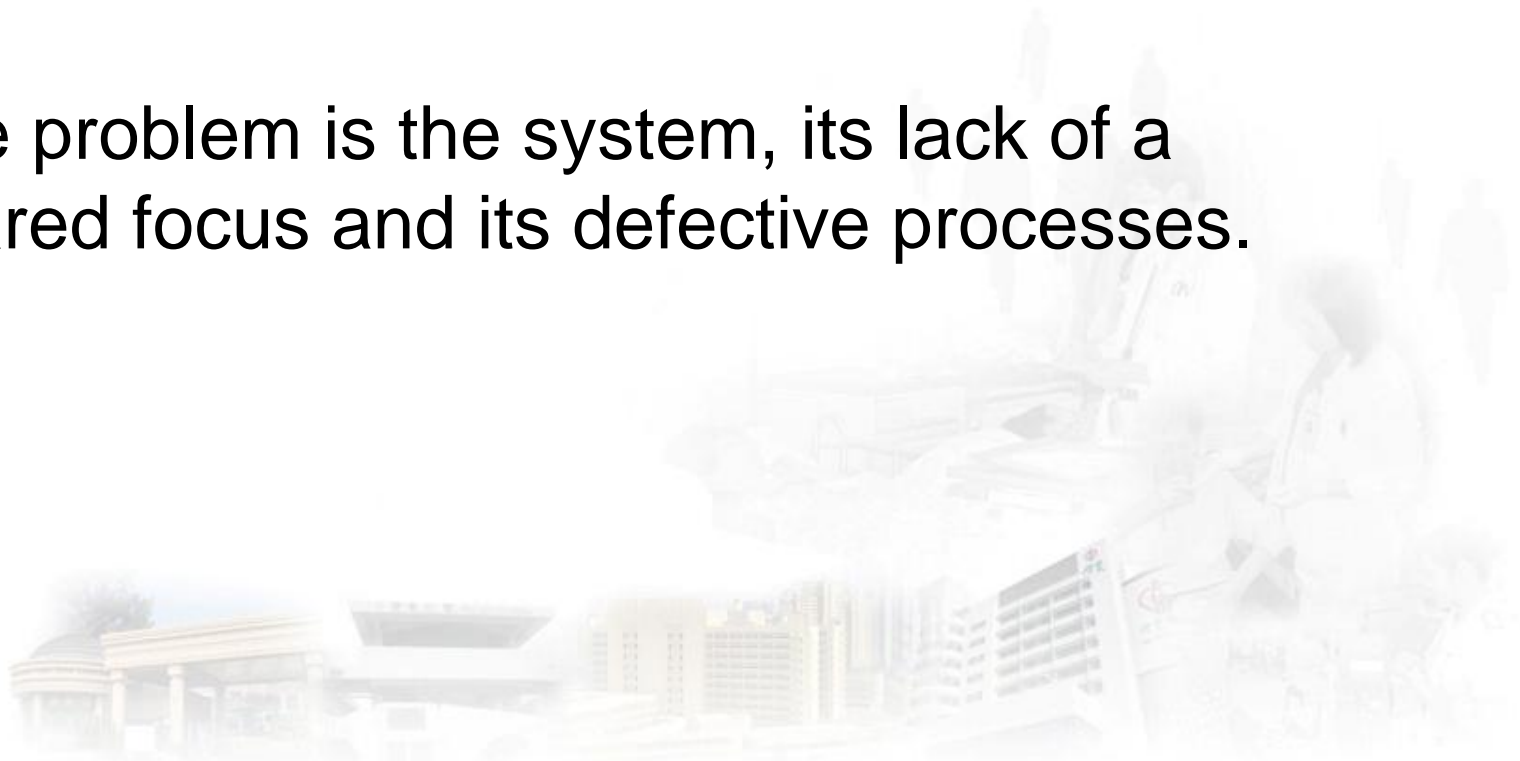 e problem is the system, its lack of a
red focus and its defective processes.